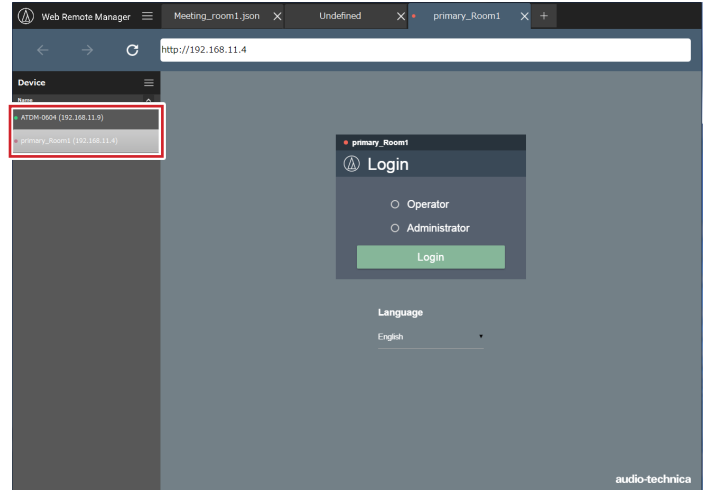 Web Remote Manager
Meeting_room1.json
Undefined
primary_Room1
http://192.168.11.4
Device
Name
ATDM-0604 (192.168.11.9)
primary_Room1 (192.168.11.4)
primary_Room1
Login
Operator
Administrator
Login
Language
English
audio-technica